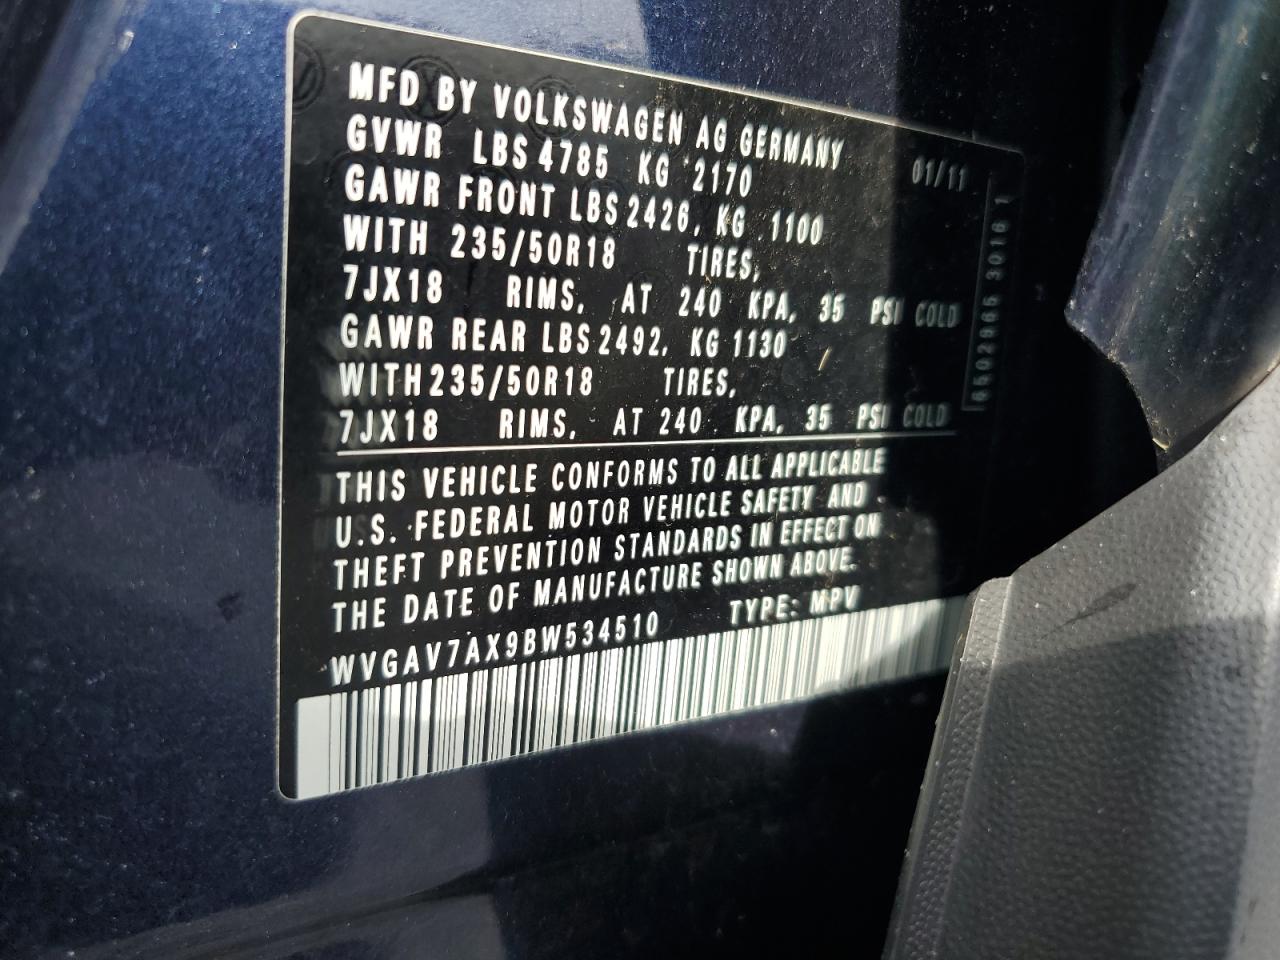 MFD BY VOLKSWAGEN AG GERMANY 01/11
GVWR LBS 4785 KG 2170
GAWR FRONT LBS 2426, KG 1100
WITH 235/50R18 TIRES,
7JX18 RIMS, AT 240 KPA, 35 PSI COLD
GAWR REAR LBS 2492, KG 1130
WITH 235/50R18 TIRES,
7JX18 RIMS, AT 240 KPA, 35 PSI COLD
THIS VEHICLE CONFORMS TO ALL APPLICABLE
U.S. FEDERAL MOTOR VEHICLE SAFETY AND
THEFT PREVENTION STANDARDS IN EFFECT ON
THE DATE OF MANUFACTURE SHOWN ABOVE.
WVGAV7AX9BW534510 TYPE: MPV